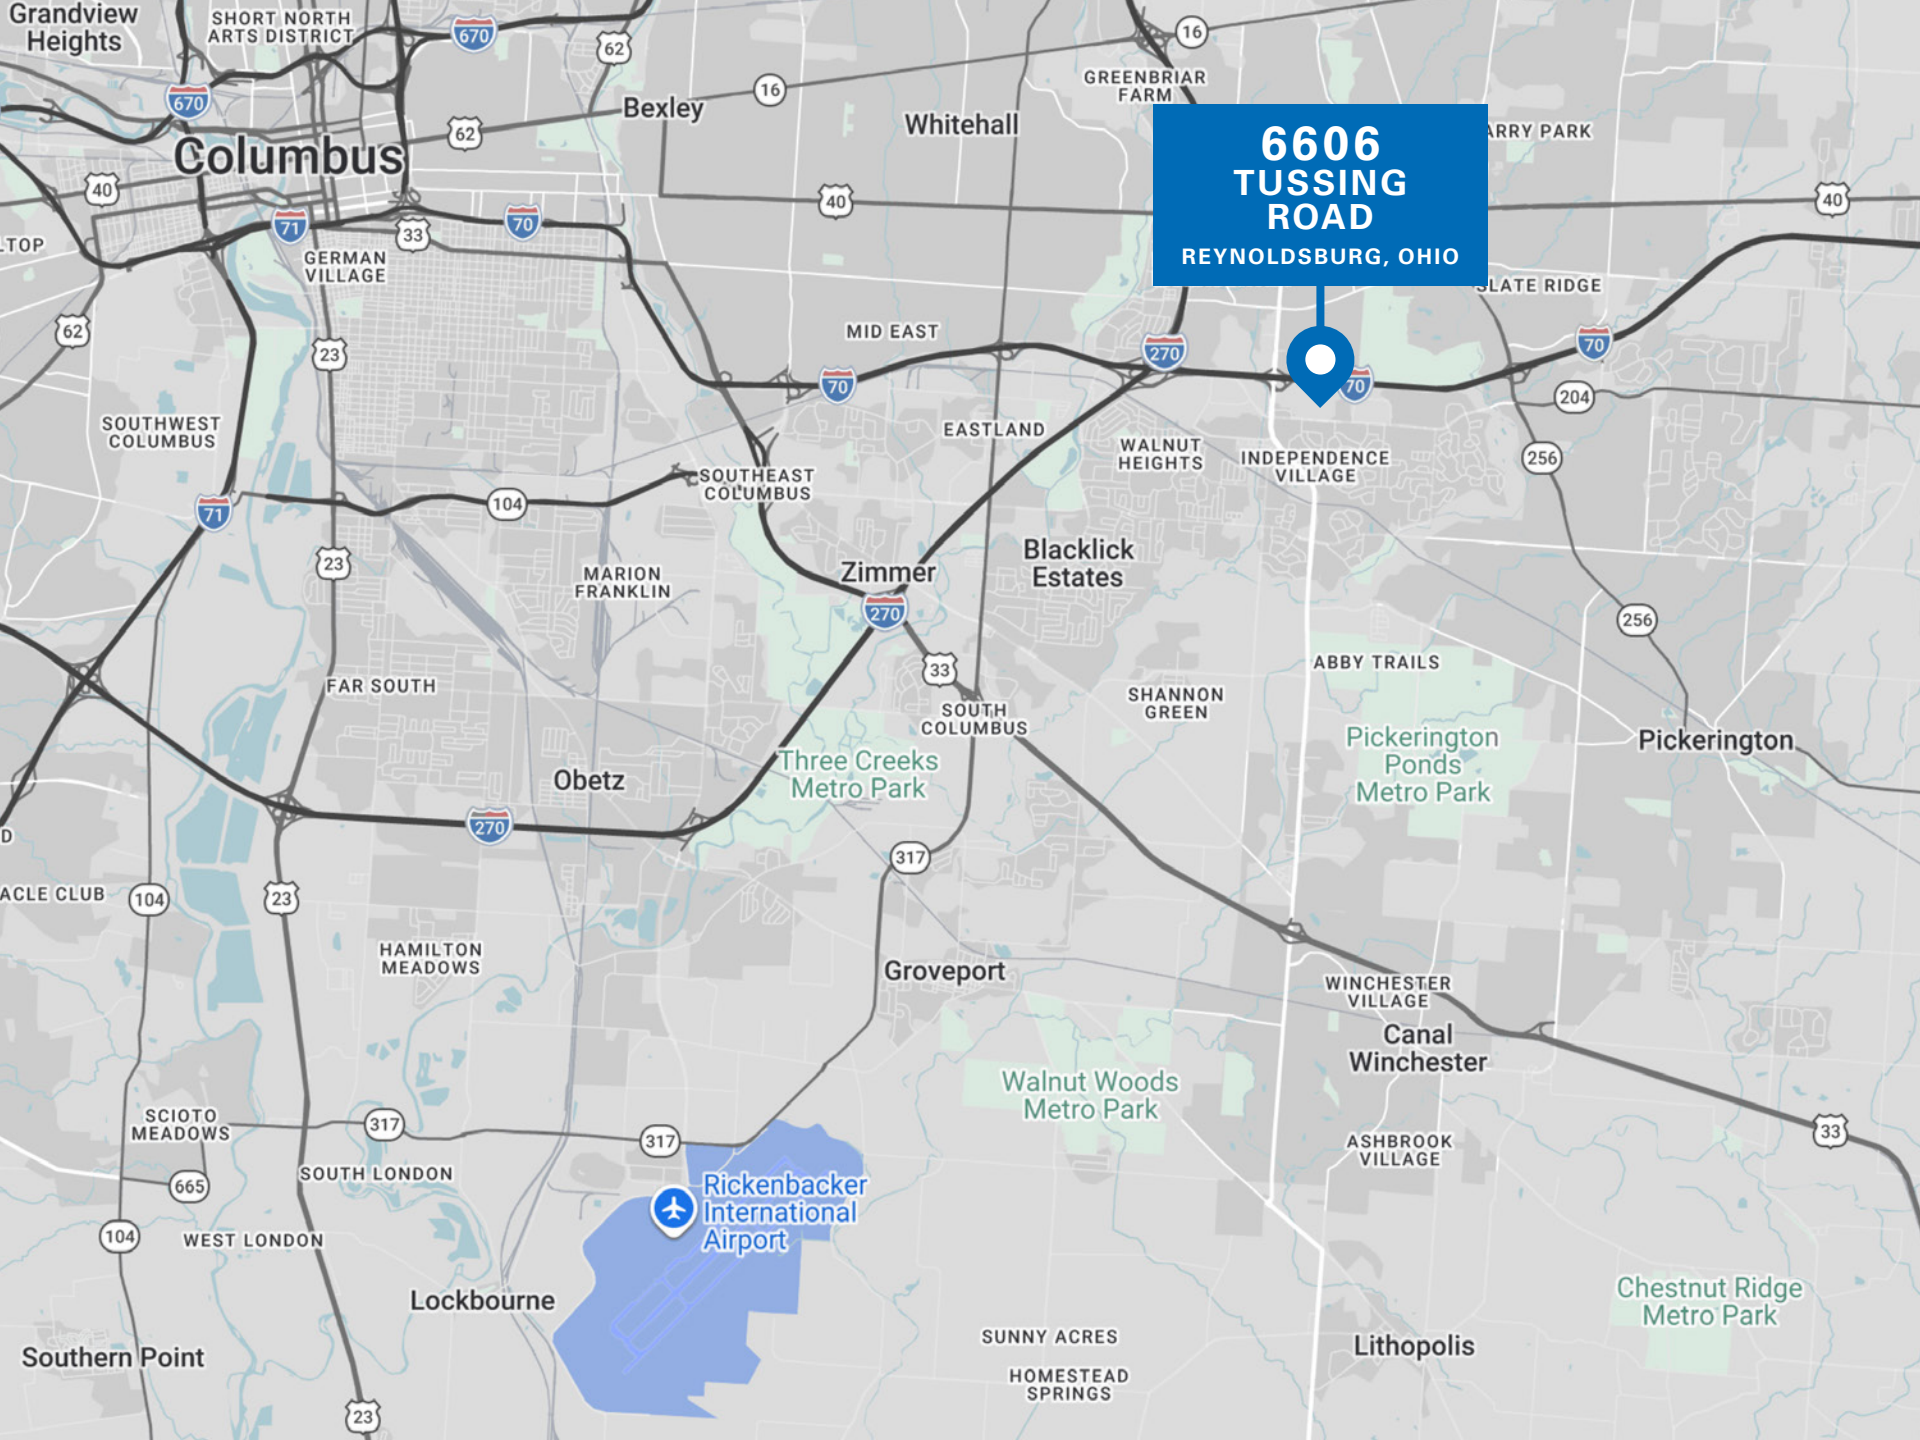 Grandview
Heights
SHORT NORTH
ARTS DISTRICT
670
62
16
GREENBRIAR
FARM
16
670
Bexley
62
Whitehall
6606
TUSSING
ROAD
REYNOLDSBURG, OHIO
ARRY PARK
Columbus
40
40
40
71
33
70
LTOP
GERMAN
VILLAGE
SLATE RIDGE
62
23
MID EAST
270
70
70
70
204
SOUTHWEST
COLUMBUS
EASTLAND
WALNUT
HEIGHTS
INDEPENDENCE
VILLAGE
256
SOUTHEAST
COLUMBUS
104
71
23
MARION
FRANKLIN
Zimmer
270
Blacklick
Estates
256
33
ABBY TRAILS
FAR SOUTH
SHANNON
GREEN
SOUTH
COLUMBUS
Pickerington
Ponds
Metro Park
Pickerington
Three Creeks
Metro Park
Obetz
270
D
317
ACLE CLUB
104
23
HAMILTON
MEADOWS
Groveport
WINCHESTER
VILLAGE
Canal
Winchester
Walnut Woods
Metro Park
SCIOTO
MEADOWS
317
317
33
ASHBROOK
VILLAGE
SOUTH LONDON
665
Rickenbacker
International
Airport
104
WEST LONDON
Lockbourne
Chestnut Ridge
Metro Park
SUNNY ACRES
Lithopolis
Southern Point
HOMESTEAD
SPRINGS
23